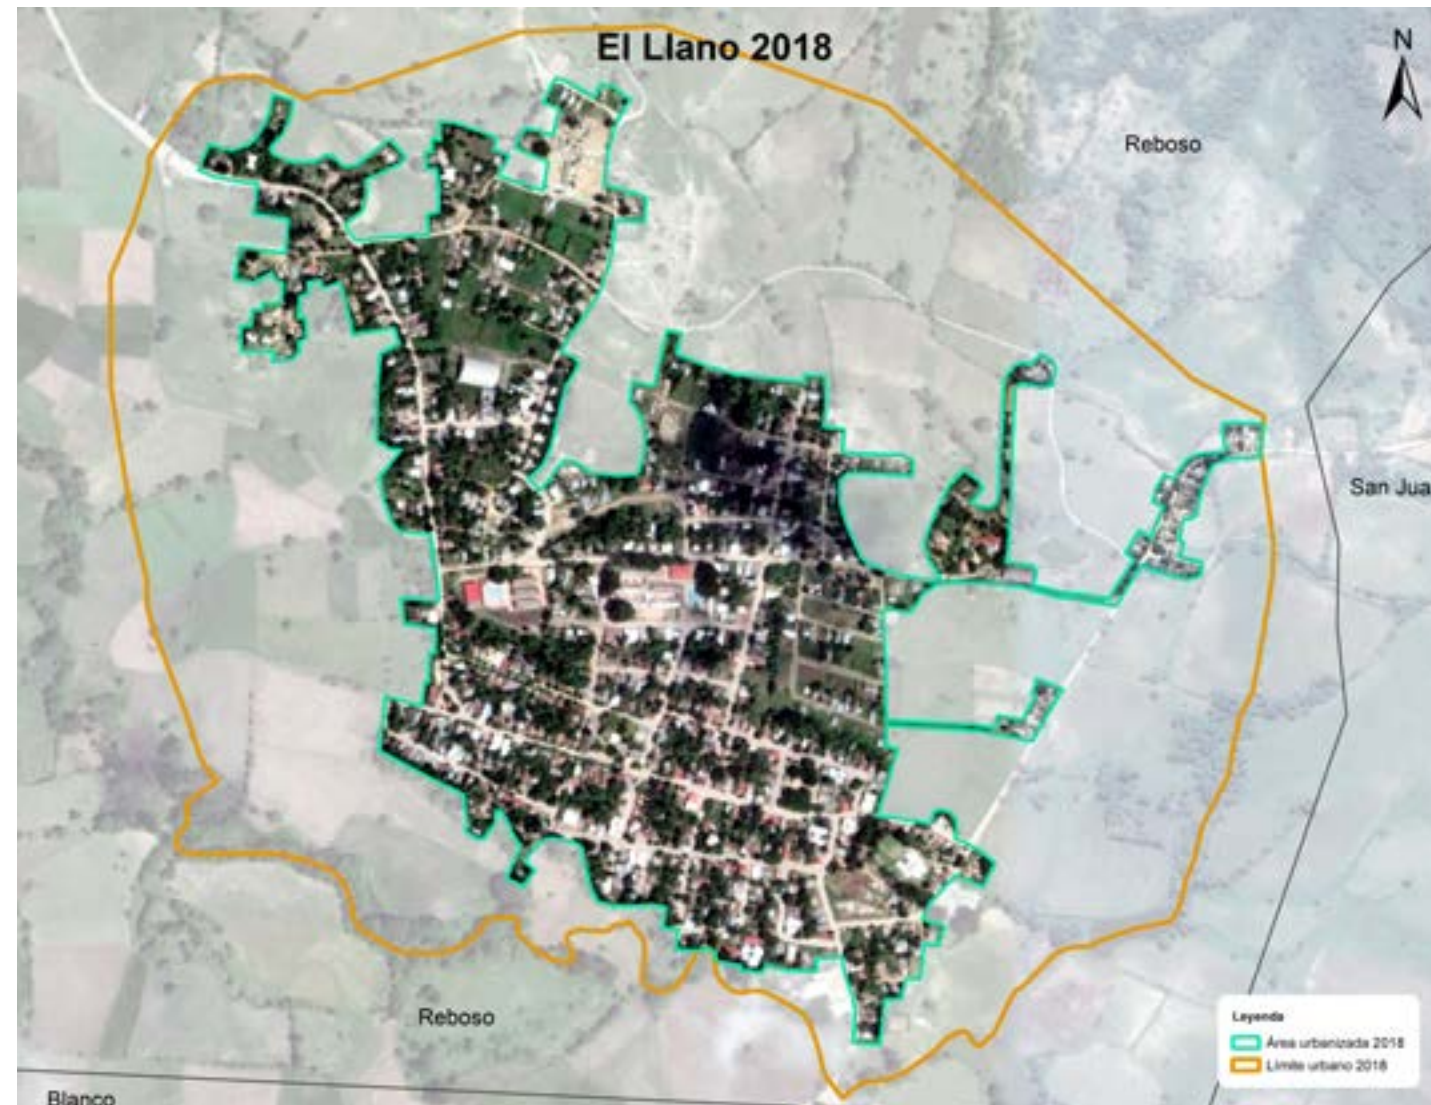 El Llano 2018
N
Reboso
San Jua
Reboso
Leyenda
Área urbanizada 2018
Límite urbano 2018
Blanco